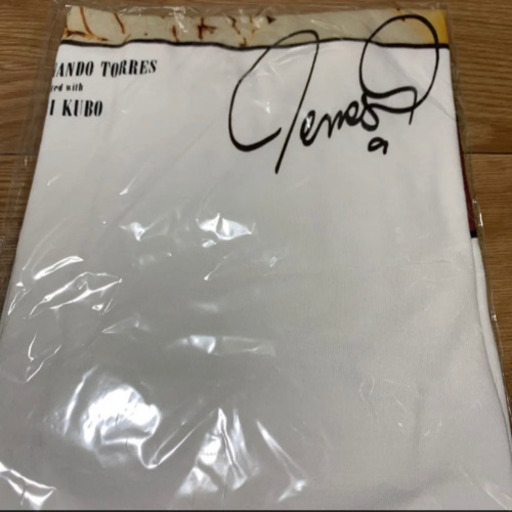 ANDO TORRES
ed with
I KUBO
Torres
9